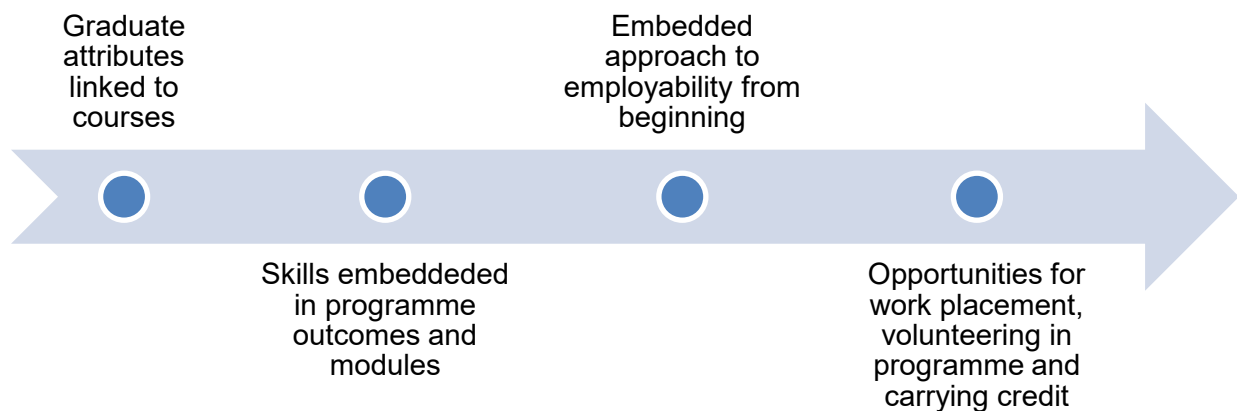 Graduate
attributes
linked to
courses
Skills embeddeded
in programme
outcomes and
modules
Embedded
approach to
employability from
beginning
Opportunities for
work placement,
volunteering in
programme and
carrying credit